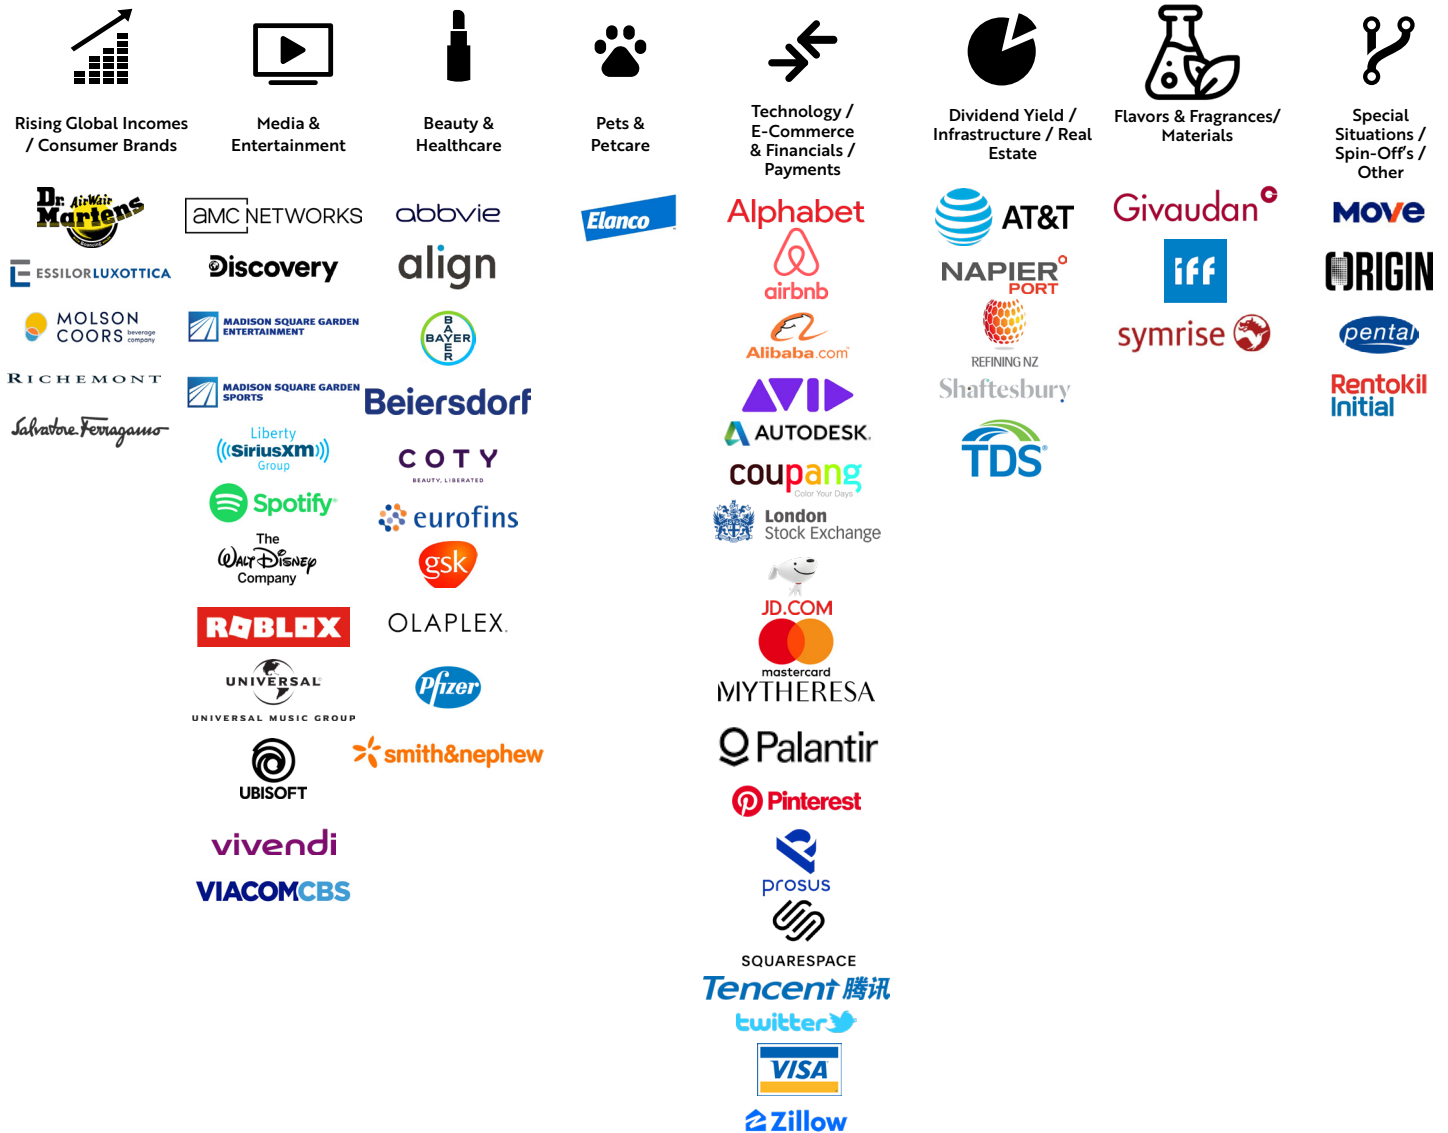 Rising Global Incomes
/ Consumer Brands
Dr.
AirWair
Martens
ESSILORLUXOTTICA
MOLSON
COORS beverage
company
RICHEMONT
Salvatore Ferragamo
Media &
Entertainment
aMC NETWORKS
Discovery
MADISON SQUARE GARDEN
ENTERTAINMENT
MADISON SQUARE GARDEN
SPORTS
Liberty
SiriusXM
Group
Spotify®
The
WALT DISNEY
Company
ROBLOX
UNIVERSAL
UNIVERSAL MUSIC GROUP
UBISOFT
vivendi
VIACOMCBS
Beauty &
Healthcare
abbvie
align
BAYER
BAYER
Beiersdorf
COTY
BEAUTY, LIBERATED
eurofins
gsk
OLAPLEX.
Pfizer
smith&nephew
Pets &
Petcare
Elanco
Technology /
E-Commerce
& Financials /
Payments
Alphabet
airbnb
Alibaba.com
AVID
AUTODESK.
coupang
Color Your Days
London
Stock Exchange
JD.COM
mastercard
MYTHERESA
Palantir
Pinterest
prosus
SQUARESPACE
Tencent 腾讯
twitter
VISA
Zillow
Dividend Yield /
Infrastructure / Real
Estate
AT&T
NAPIER
PORT
REFINING NZ
Shaftesbury
TDS®
Flavors & Fragrances/
Materials
Givaudan
iff
symrise
Special
Situations /
Spin-Off's /
Other
MOVe
ORIGIN
pental
Rentokil
Initial